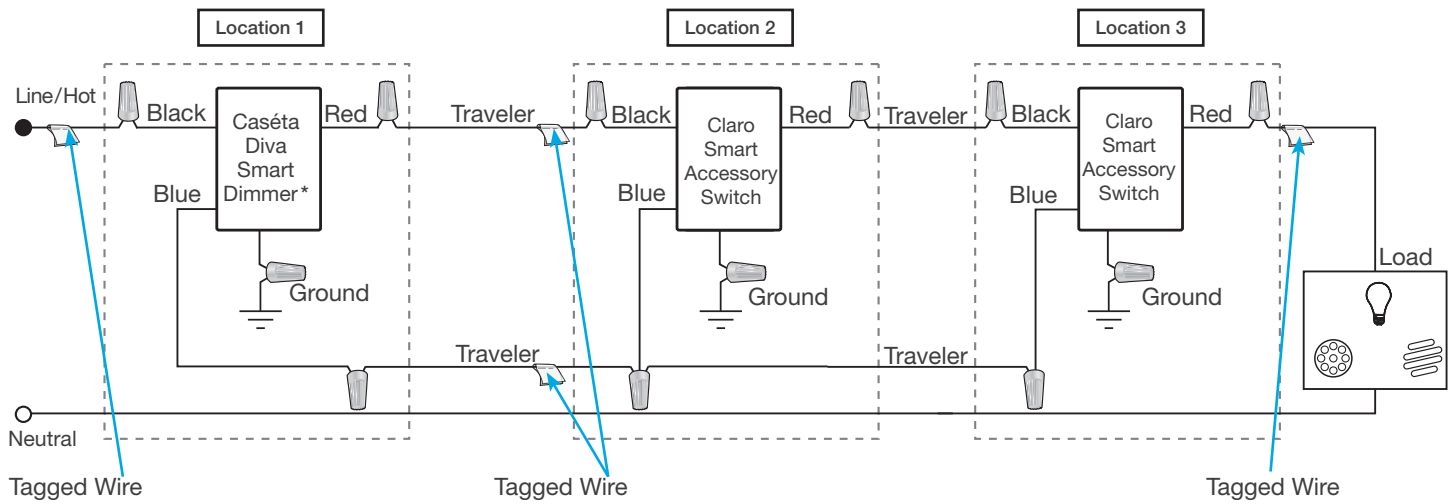 Location 1
Location 2
Location 3
Line/Hot
Black
Caséta
Diva
Smart
Dimmer*
Red
Blue
Ground
Traveler
Traveler
Black
Claro
Smart
Accessory
Switch
Red
Blue
Ground
Traveler
Traveler
Black
Claro
Smart
Accessory
Switch
Red
Blue
Ground
Load
Neutral
Tagged Wire
Tagged Wire
Tagged Wire